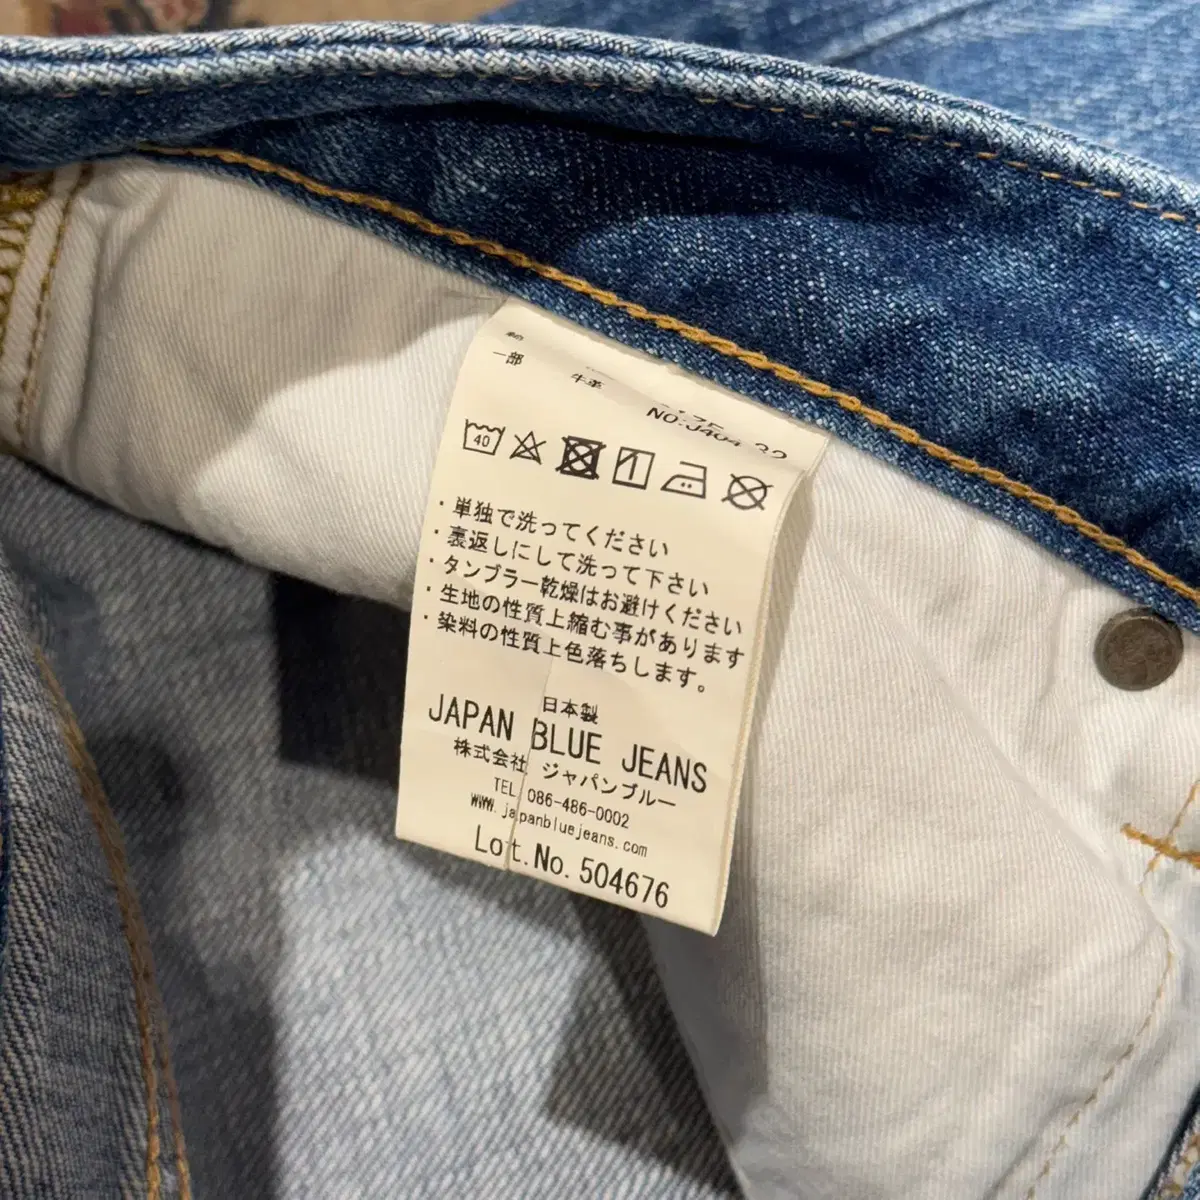 一部 牛革
NO:J404 32
40
・単独で洗ってください
・裏返しにして洗って下さい
・タンブラー乾燥はお避けください
・生地の性質上縮む事があります
・染料の性質上色落ちします。
日本製
JAPAN BLUE JEANS
株式会社 ジャパンブルー
TEL 086-486-0002
www.japanbluejeans.com
Lot.No.504676